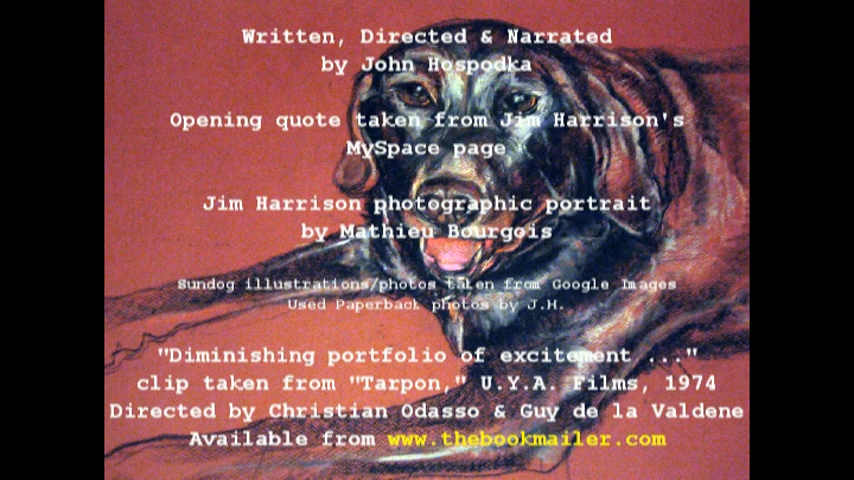 Written, Directed & Narrated
by John Hospodka
Opening quote taken from Jim Harrison's
MySpace page
Jim Harrison photographic portrait
by Mathieu Bourgois
Sundog illustrations/photos taken from Google Images
Used Paperback photos by J.H.
"Diminishing portfolio of excitement ..."
clip taken from "Tarpon," U.Y.A. Films, 1974
Directed by Christian Odasso & Guy de la Valdene
Available from www.thebookmailer.com